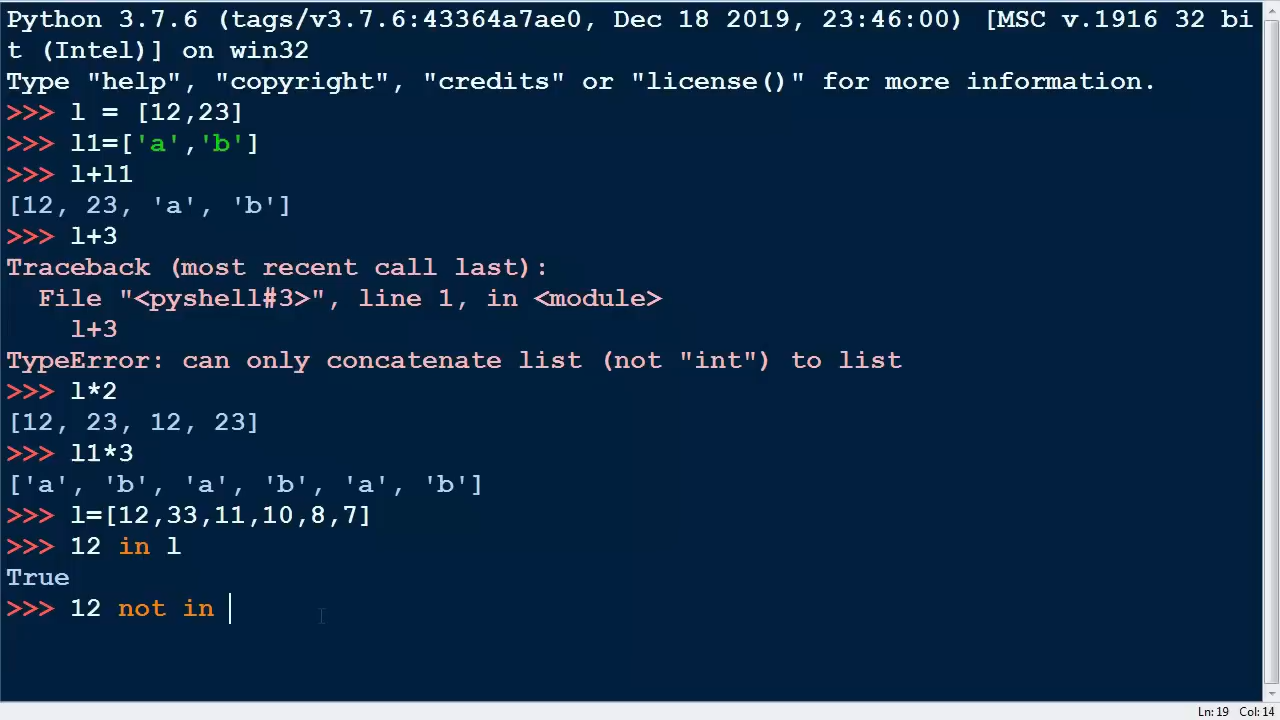 Python 3.7.6 (tags/v3.7.6:43364a7ae0, Dec 18 2019, 23:46:00) [MSC v.1916 32 bi
t (Intel)] on win32
Type "help", "copyright", "credits" or "license()" for more information.
>>> l = [12,23]
>>> l1=['a','b']
>>> l+l1
[12, 23, 'a', 'b']
>>> l+3
Traceback (most recent call last):
  File "<pyshell#3>", line 1, in <module>
    l+3
TypeError: can only concatenate list (not "int") to list
>>> l*2
[12, 23, 12, 23]
>>> l1*3
['a', 'b', 'a', 'b', 'a', 'b']
>>> l=[12,33,11,10,8,7]
>>> 12 in l
True
>>> 12 not in
Ln: 19 Col: 14